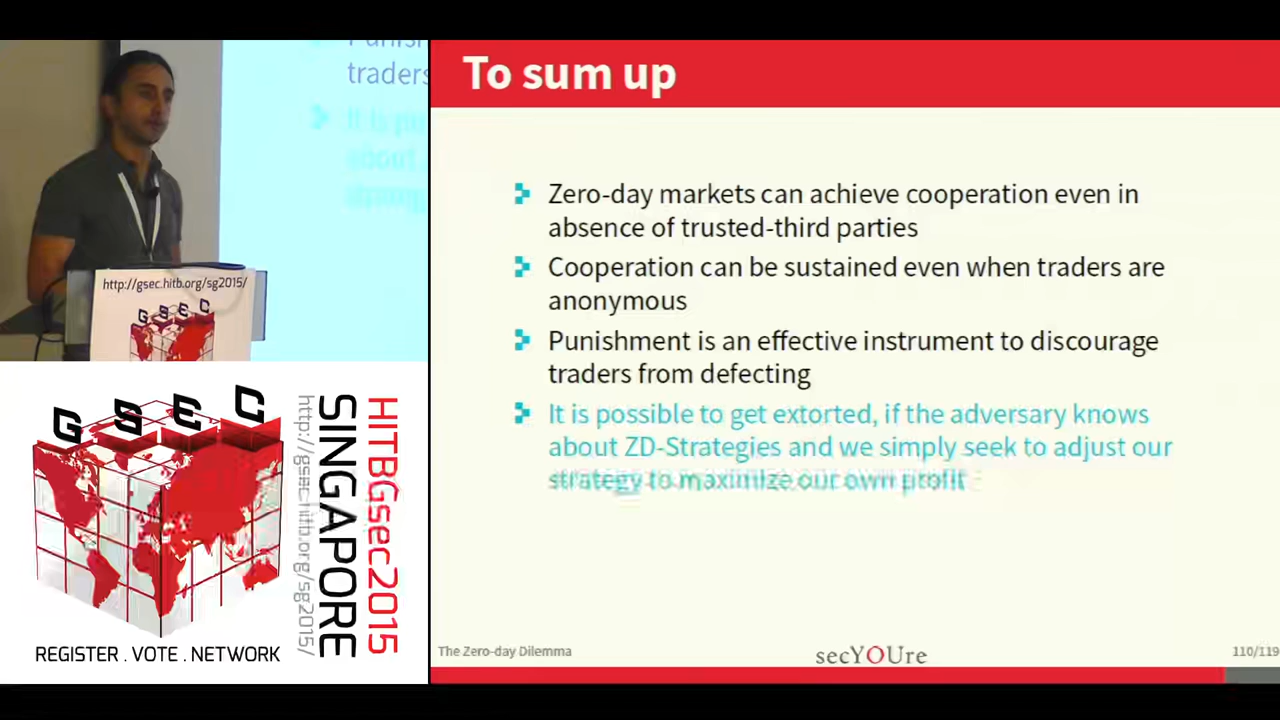 traders
http://gsec.hitb.org/sg2015/
G S E C
G S E C
http://gsec.hitb.org/sg2015/
SINGAPORE
HITBGsec2015
REGISTER . VOTE . NETWORK
To sum up
Zero-day markets can achieve cooperation even in
absence of trusted-third parties
Cooperation can be sustained even when traders are
anonymous
Punishment is an effective instrument to discourage
traders from defecting
It is possible to get extorted, if the adversary knows
about ZD-Strategies and we simply seek to adjust our
strategy to maximize our own profit
The Zero-day Dilemma
secYOUre
110/119